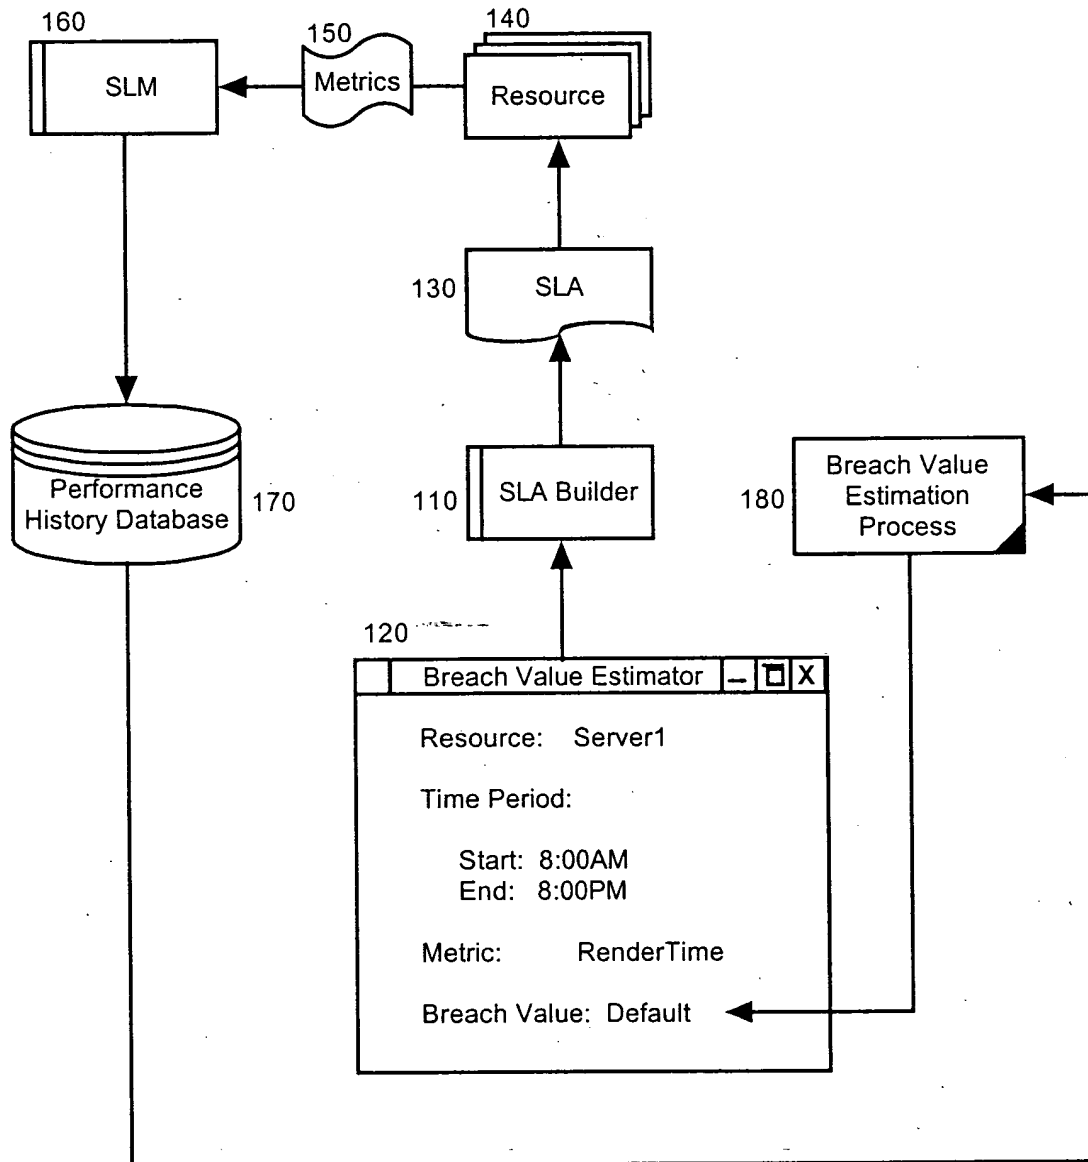 160
SLM
150
Metrics
140
Resource
130
SLA
110
SLA Builder
Performance
History Database
170
180
Breach Value
Estimation
Process
120
Breach Value Estimator
X
Resource: Server1
Time Period:
Start: 8:00AM
End: 8:00PM
Metric: RenderTime
Breach Value: Default